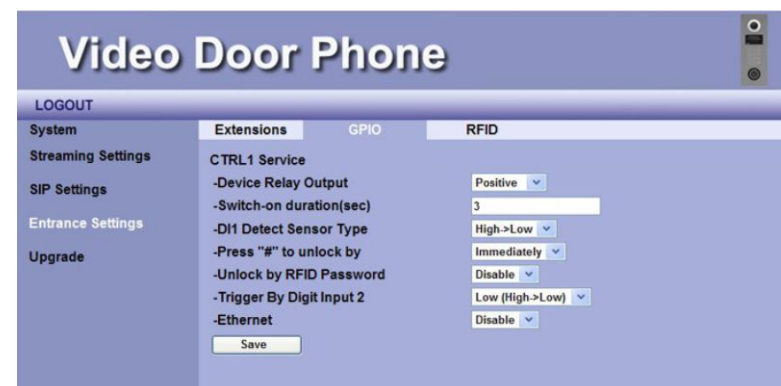 Video Door Phone
LOGOUT
System
Streaming Settings
SIP Settings
Entrance Settings
Upgrade
Extensions GPIO RFID
CTRL1 Service
-Device Relay Output Positive
-Switch-on duration(sec) 3
-DI1 Detect Sensor Type High->Low
-Press "#" to unlock by Immediately
-Unlock by RFID Password Disable
-Trigger By Digit Input 2 Low (High->Low)
-Ethernet Disable
Save